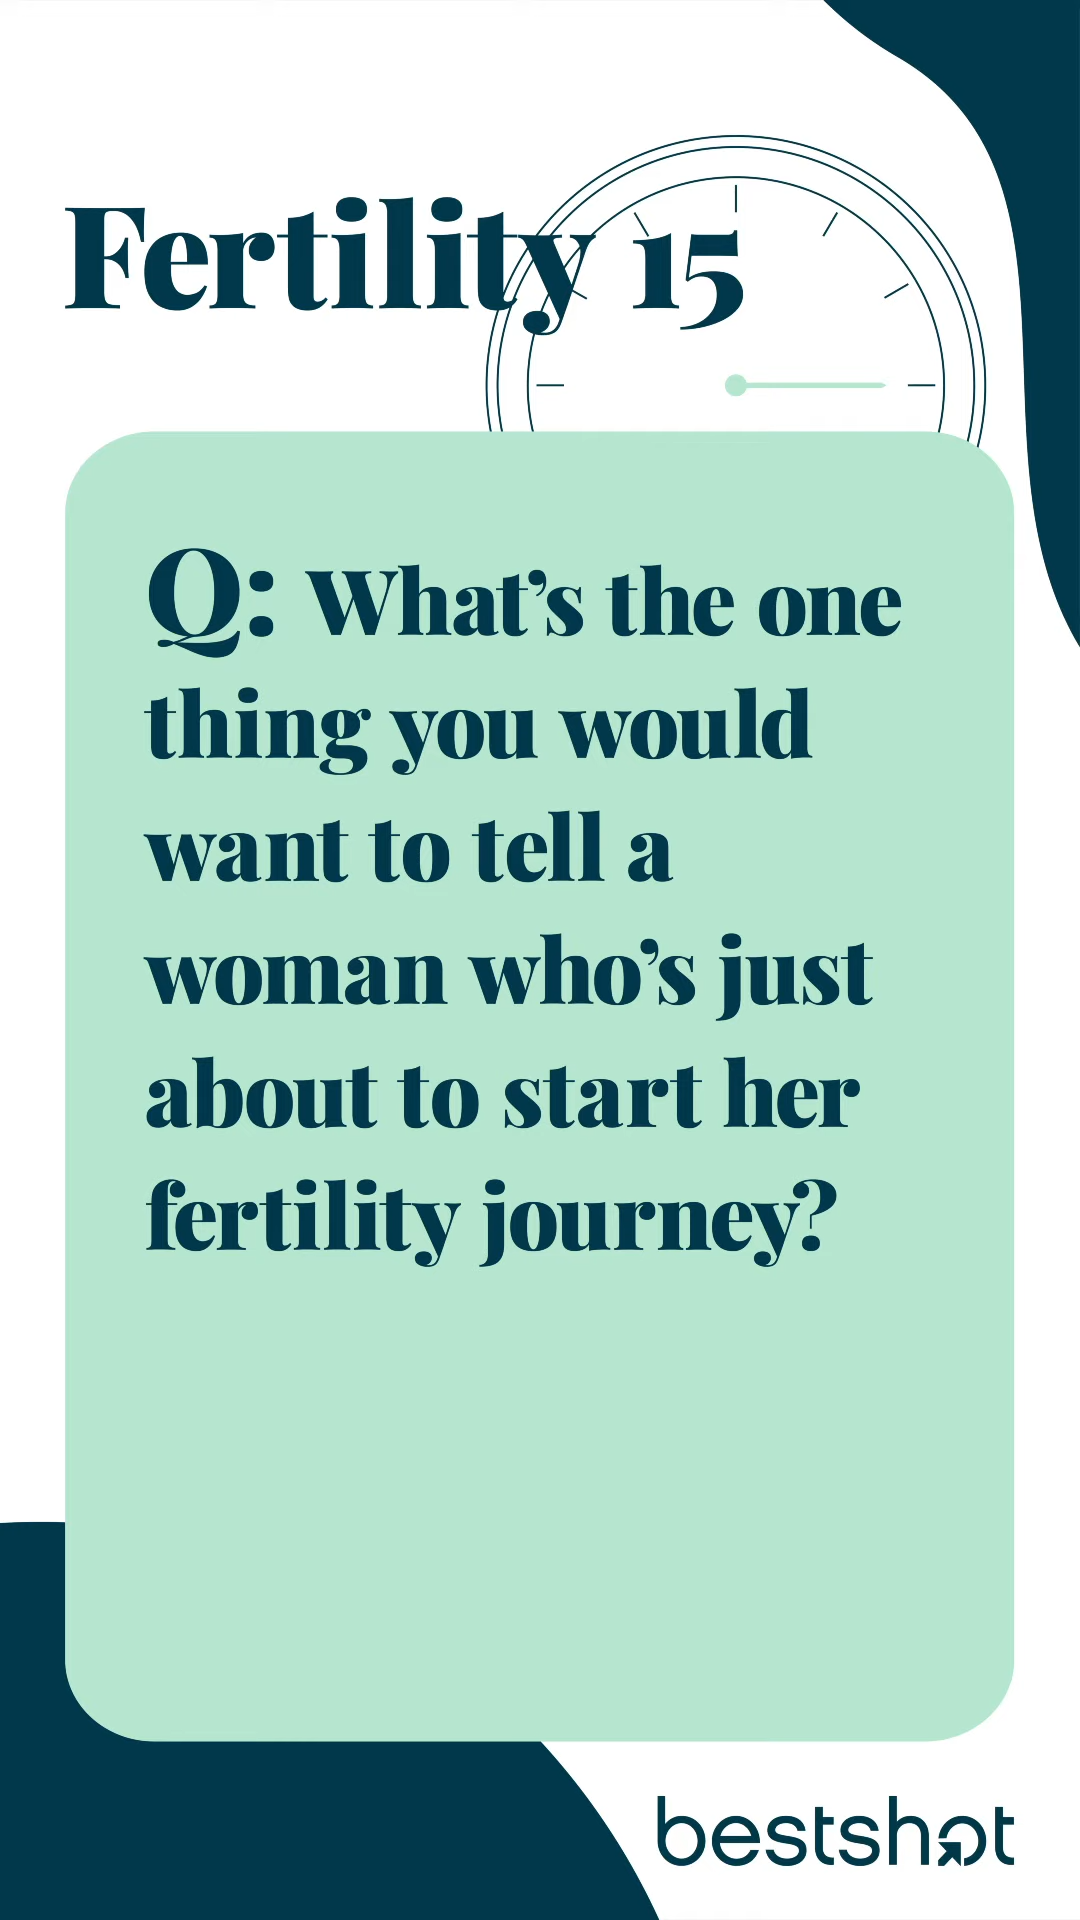 Fertility 15
Q: What’s the one
thing you would
want to tell a
woman who’s just
about to start her
fertility journey?
bestshot